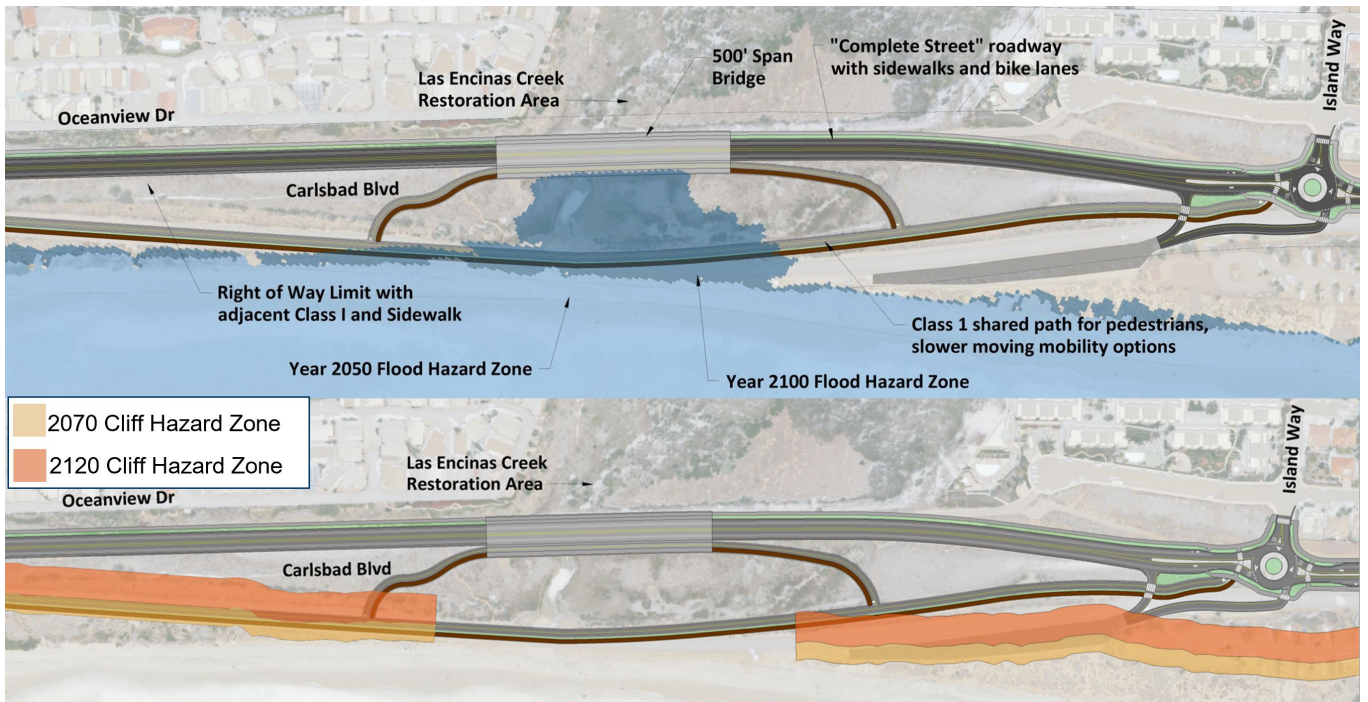 Island Way
"Complete Street" roadway
with sidewalks and bike lanes
500' Span
Bridge
Las Encinas Creek
Restoration Area
Oceanview Dr
Carlsbad Blvd
Right of Way Limit with
adjacent Class I and Sidewalk
Class 1 shared path for pedestrians,
slower moving mobility options
Year 2050 Flood Hazard Zone
Year 2100 Flood Hazard Zone
2070 Cliff Hazard Zone
2120 Cliff Hazard Zone
Island Way
Las Encinas Creek
Restoration Area
Oceanview Dr
Carlsbad Blvd